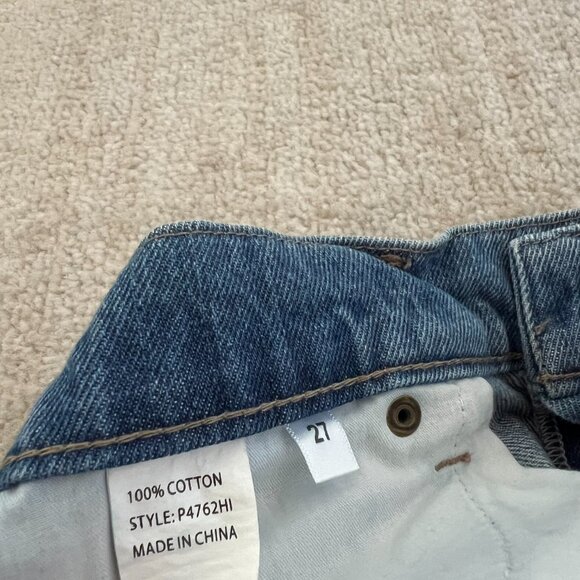 27
100% COTTON
STYLE: P4762HI
MADE IN CHINA